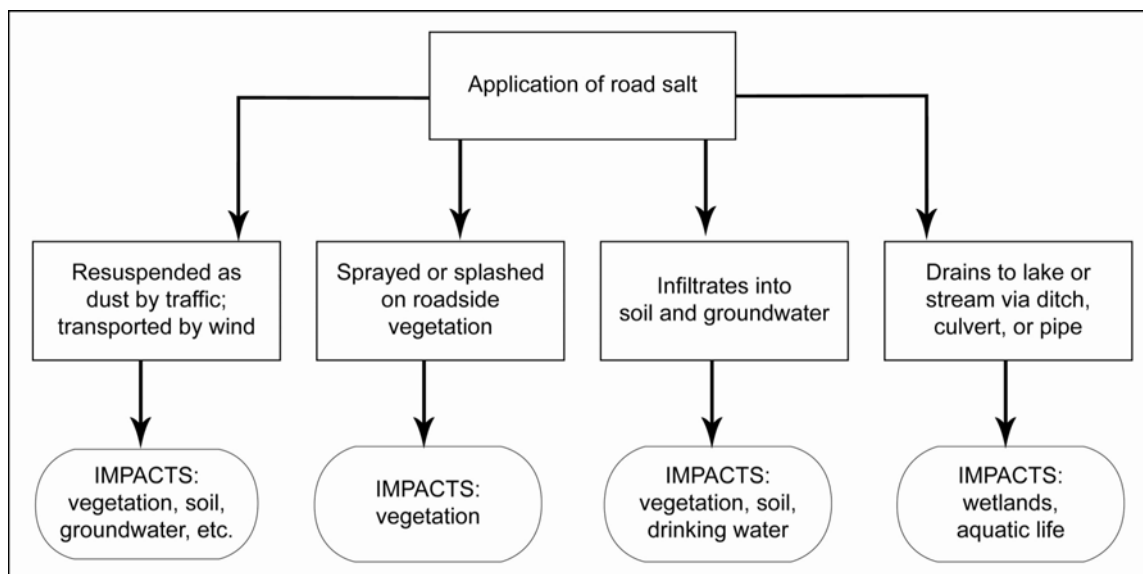 Application of road salt
Resuspended as
dust by traffic;
transported by wind
Sprayed or splashed
on roadside
vegetation
Infiltrates into
soil and groundwater
Drains to lake or
stream via ditch,
culvert, or pipe
IMPACTS:
vegetation, soil,
groundwater, etc.
IMPACTS:
vegetation
IMPACTS:
vegetation, soil,
drinking water
IMPACTS:
wetlands,
aquatic life